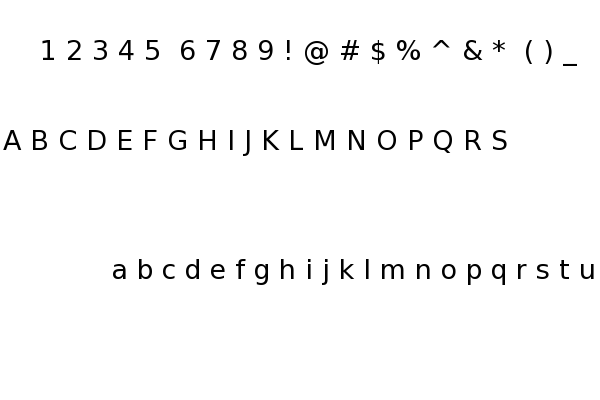 1 2 3 4 5  6 7 8 9 ! @ # $ % ^ & *  ( ) _
A B C D E F G H I J K L M N O P Q R S
a b c d e f g h i j k l m n o p q r s t u